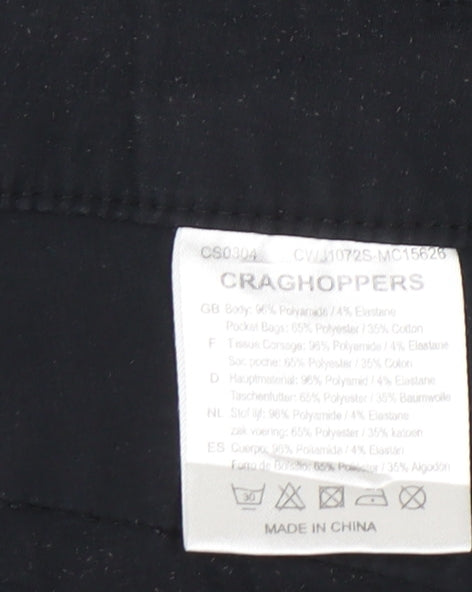 CS0304 CWJ1072S-MC15626
CRAGHOPPERS
GB Body: 96% Polyamide / 4% Elastane
Pocket Bags: 65% Polyester / 35% Cotton
F Tissus Corsage: 96% Polyamide / 4% Elastane
Sac poche: 65% Polyester / 35% Coton
D Hauptmaterial: 96% Polyamid / 4% Elastane
Taschenfutter: 65% Polyester / 35% Baumwolle
NL Stof lijh: 96% Polyamide / 4% Elastane
zak voering: 65% Polyester / 35% katoen
ES Cuerpo: 96% Poliamida / 4% Elastán
Forro de Bolsillo: 65% Poliéster / 35% Algodón
30
MADE IN CHINA